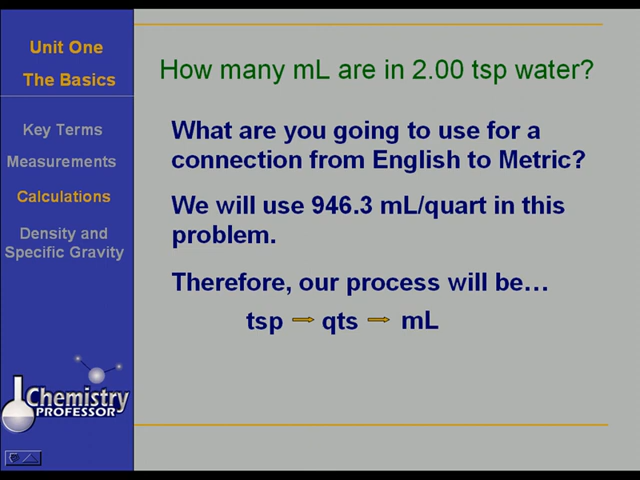 Unit One
The Basics
Key Terms
Measurements
Calculations
Density and
Specific Gravity
Chemistry
PROFESSOR
How many mL are in 2.00 tsp water?
What are you going to use for a
connection from English to Metric?
We will use 946.3 mL/quart in this
problem.
Therefore, our process will be…
tsp → qts → mL